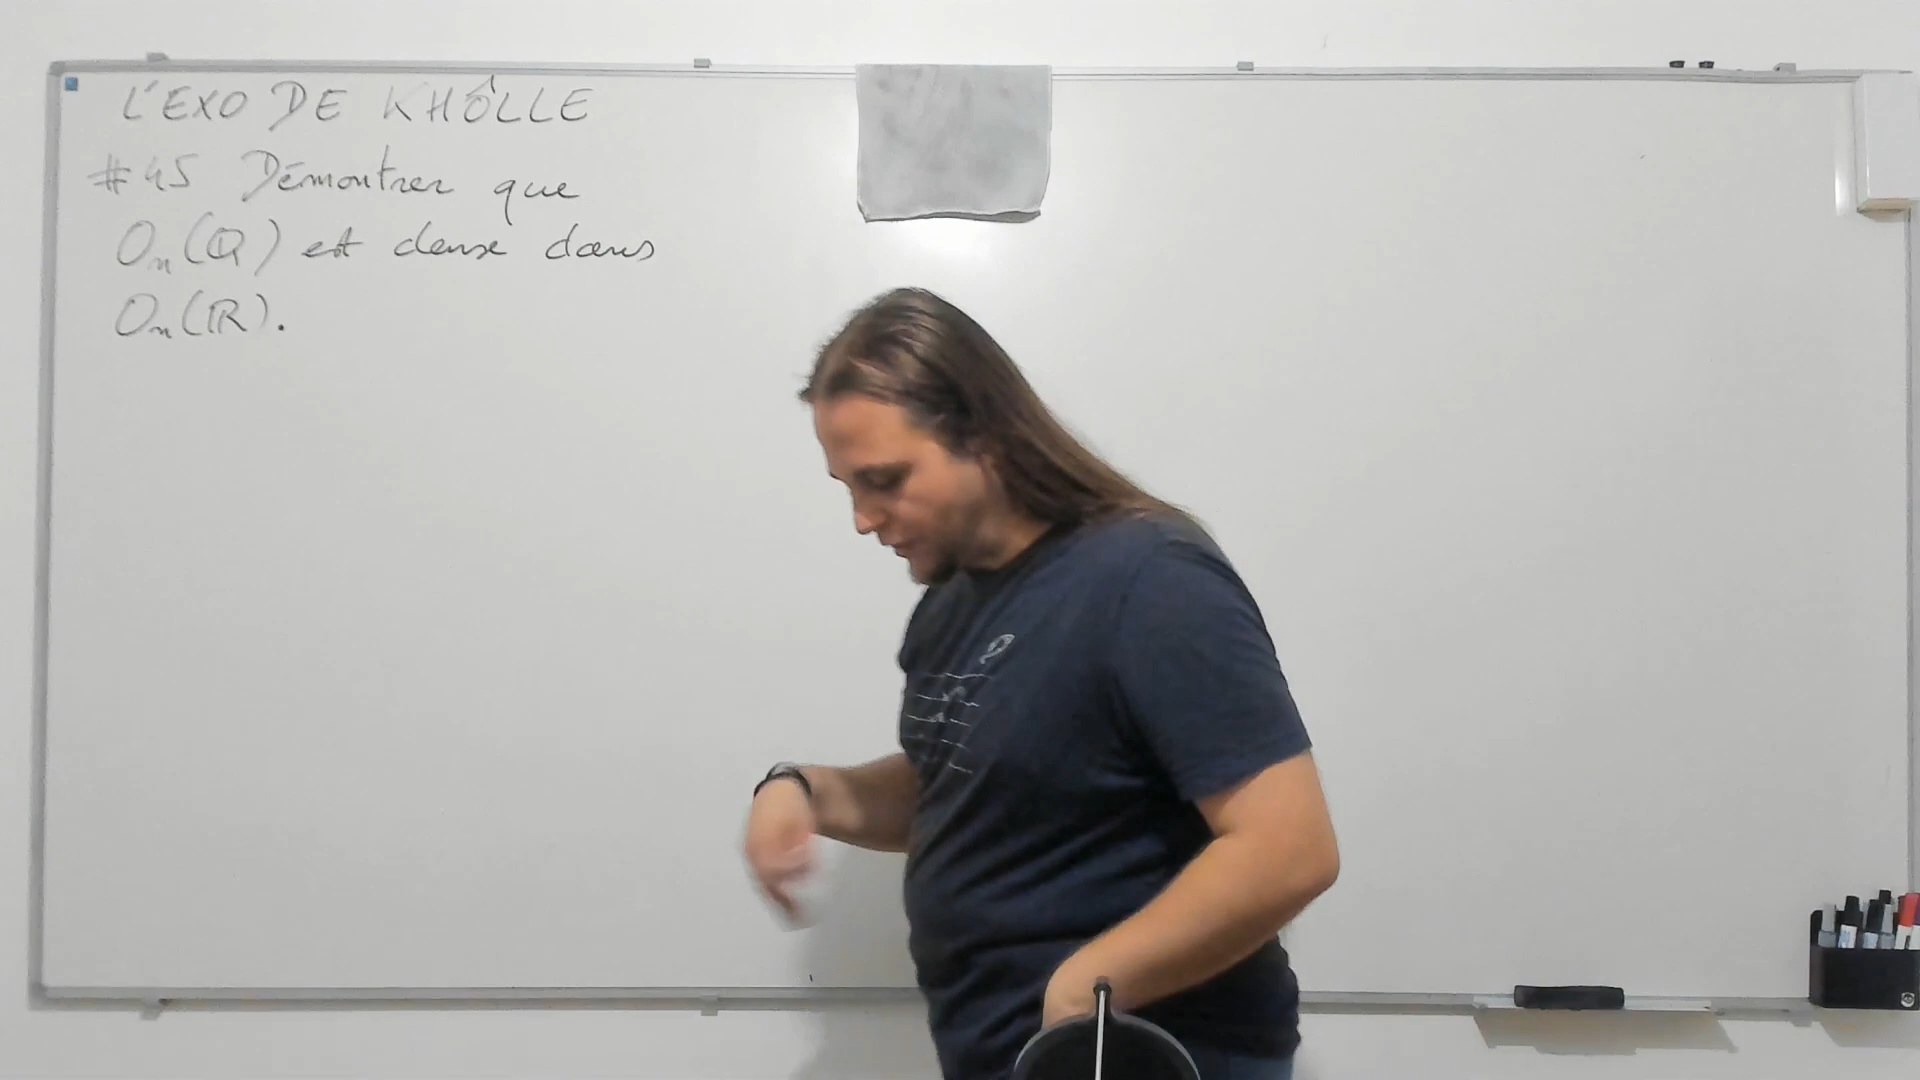 L'EXO DE KHÔLLE
#45 Démontrer que
On(Q) est dense dans
On(R).